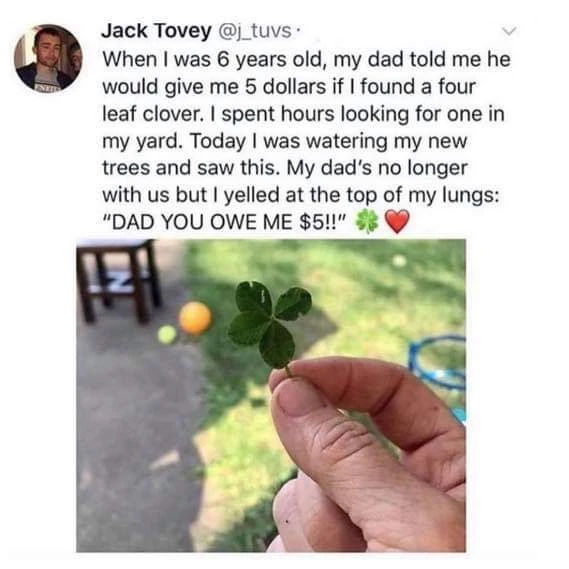 Jack Tovey @j_tuvs ·
When I was 6 years old, my dad told me he
would give me 5 dollars if I found a four
leaf clover. I spent hours looking for one in
my yard. Today I was watering my new
trees and saw this. My dad's no longer
with us but I yelled at the top of my lungs:
"DAD YOU OWE ME $5!!" 🍀❤️